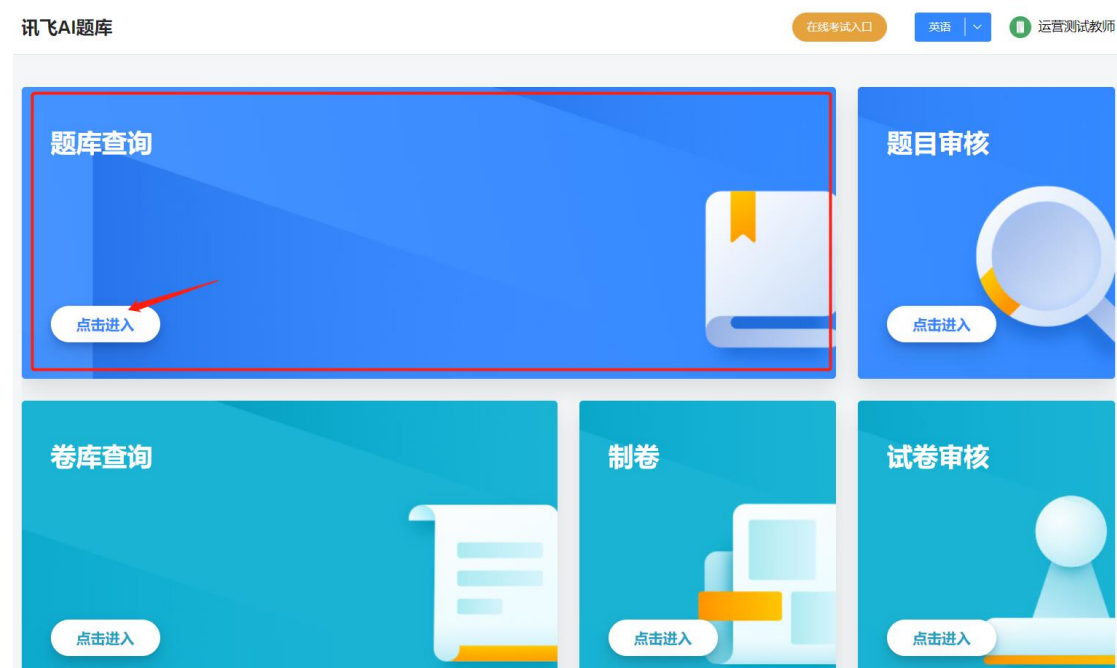 讯飞AI题库
在线考试入口
英语
运营测试教师
题库查询
点击进入
题目审核
点击进入
卷库查询
点击进入
制卷
点击进入
试卷审核
点击进入